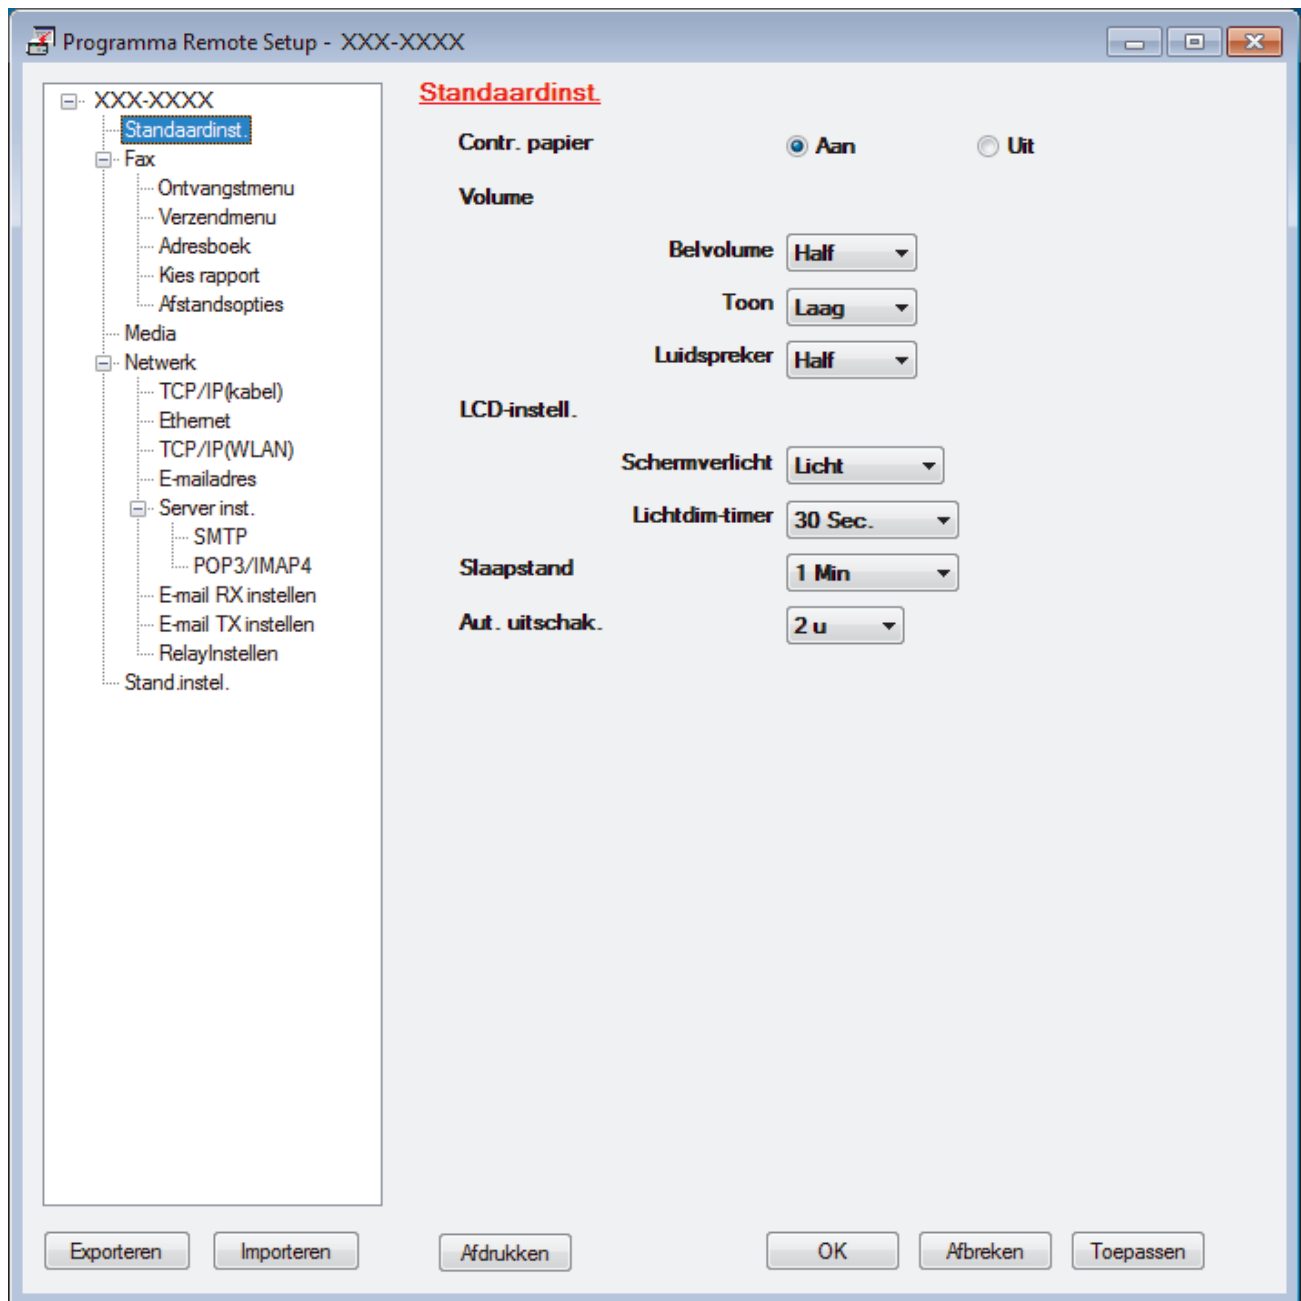 Programma Remote Setup - XXX-XXXX
XXX-XXXX
Standaardinst.
Fax
Ontvangstmenu
Verzendmenu
Adresboek
Kies rapport
Afstandsopties
Media
Netwerk
TCP/IP(kabel)
Ethernet
TCP/IP(WLAN)
E-mailadres
Server inst.
SMTP
POP3/IMAP4
E-mail RX instellen
E-mail TX instellen
RelayInstellen
Stand.instel.
Standaardinst.
Contr. papier Aan Uit
Volume
Belvolume Half
Toon Laag
Luidspreker Half
LCD-instell.
Schermverlicht Licht
Lichtdim-timer 30 Sec.
Slaapstand 1 Min
Aut. uitschak. 2 u
Exporteren Importeren Afdrukken OK Afbreken Toepassen